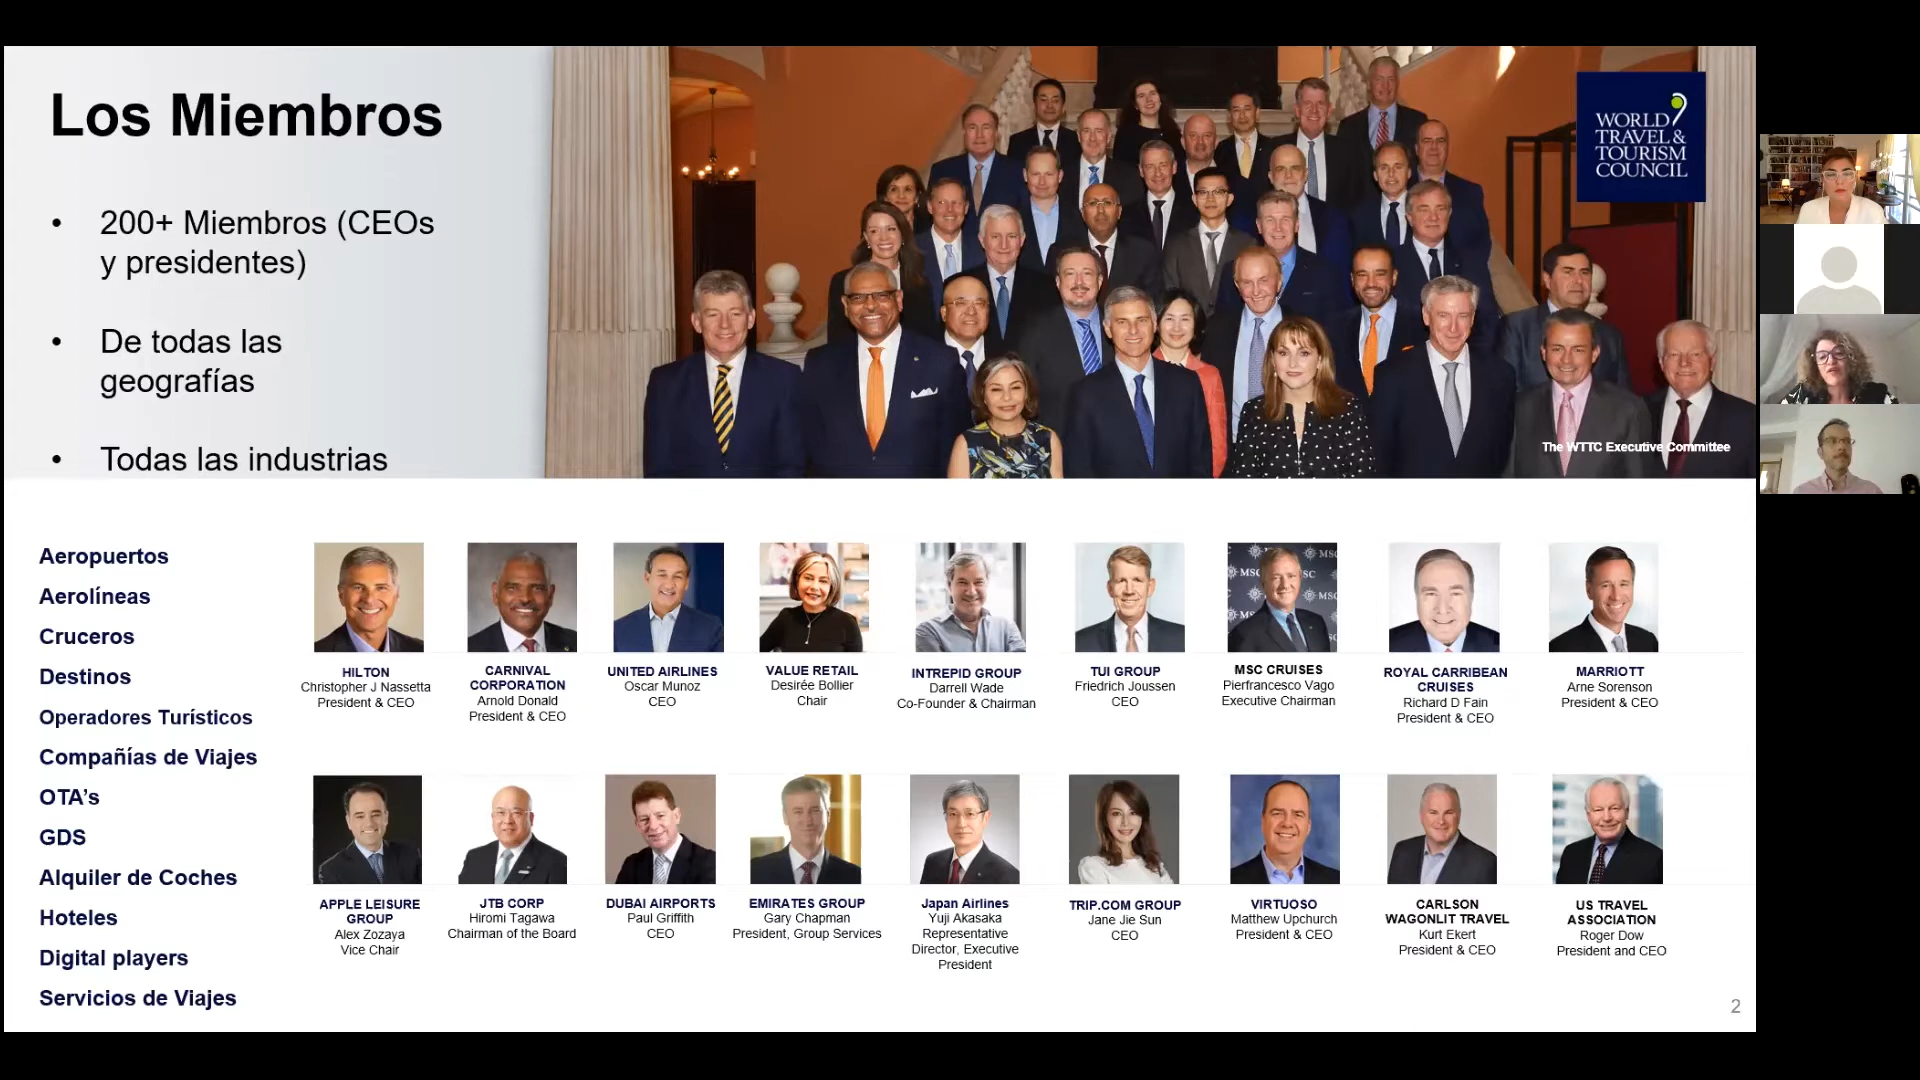 Los Miembros
• 200+ Miembros (CEOs
y presidentes)
• De todas las
geografías
• Todas las industrias
WORLD
TRAVEL &
TOURISM
COUNCIL
The WTTC Executive Committee
Aeropuertos
Aerolíneas
Cruceros
Destinos
Operadores Turísticos
Compañías de Viajes
OTA’s
GDS
Alquiler de Coches
Hoteles
Digital players
Servicios de Viajes
HILTON
Christopher J Nassetta
President & CEO
CARNIVAL
CORPORATION
Arnold Donald
President & CEO
UNITED AIRLINES
Oscar Munoz
CEO
VALUE RETAIL
Desirée Bollier
Chair
INTREPID GROUP
Darrell Wade
Co-Founder & Chairman
TUI GROUP
Friedrich Joussen
CEO
MSC
MSC CRUISES
Pierfrancesco Vago
Executive Chairman
ROYAL CARRIBEAN
CRUISES
Richard D Fain
President & CEO
MARRIOTT
Arne Sorenson
President & CEO
APPLE LEISURE
GROUP
Alex Zozaya
Vice Chair
JTB CORP
Hiromi Tagawa
Chairman of the Board
DUBAI AIRPORTS
Paul Griffith
CEO
EMIRATES GROUP
Gary Chapman
President, Group Services
Japan Airlines
Yuji Akasaka
Representative
Director, Executive
President
TRIP.COM GROUP
Jane Jie Sun
CEO
VIRTUOSO
Matthew Upchurch
President & CEO
CARLSON
WAGONLIT TRAVEL
Kurt Ekert
President & CEO
US TRAVEL
ASSOCIATION
Roger Dow
President and CEO
2